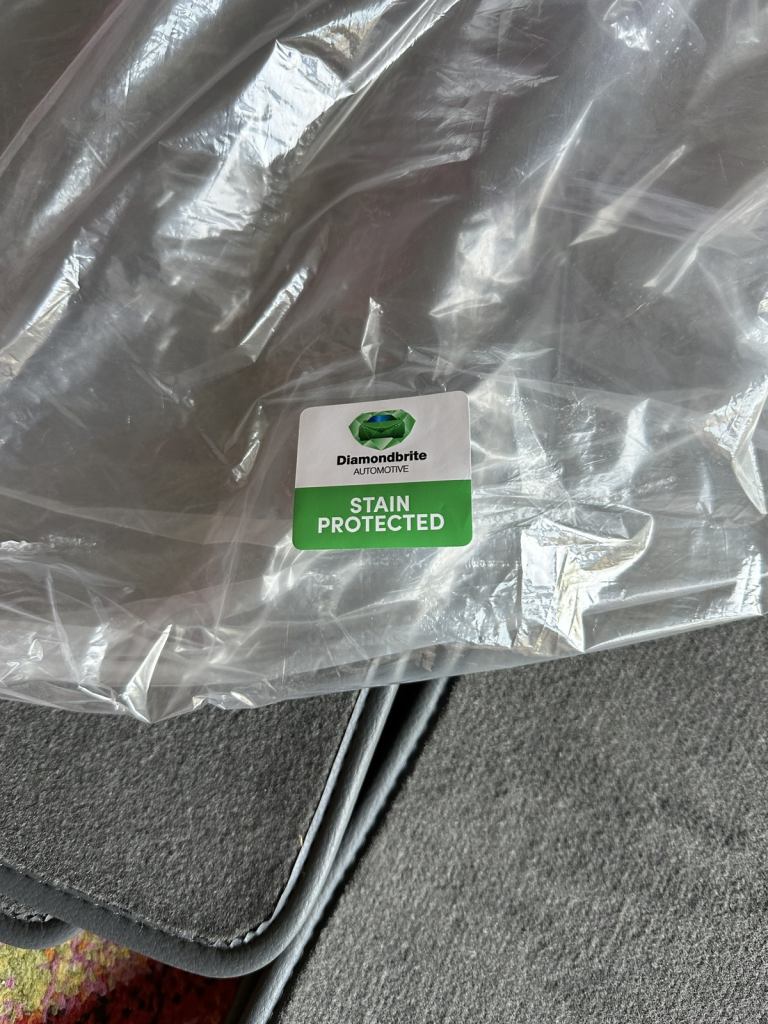 Diamondbrite
AUTOMOTIVE
STAIN
PROTECTED